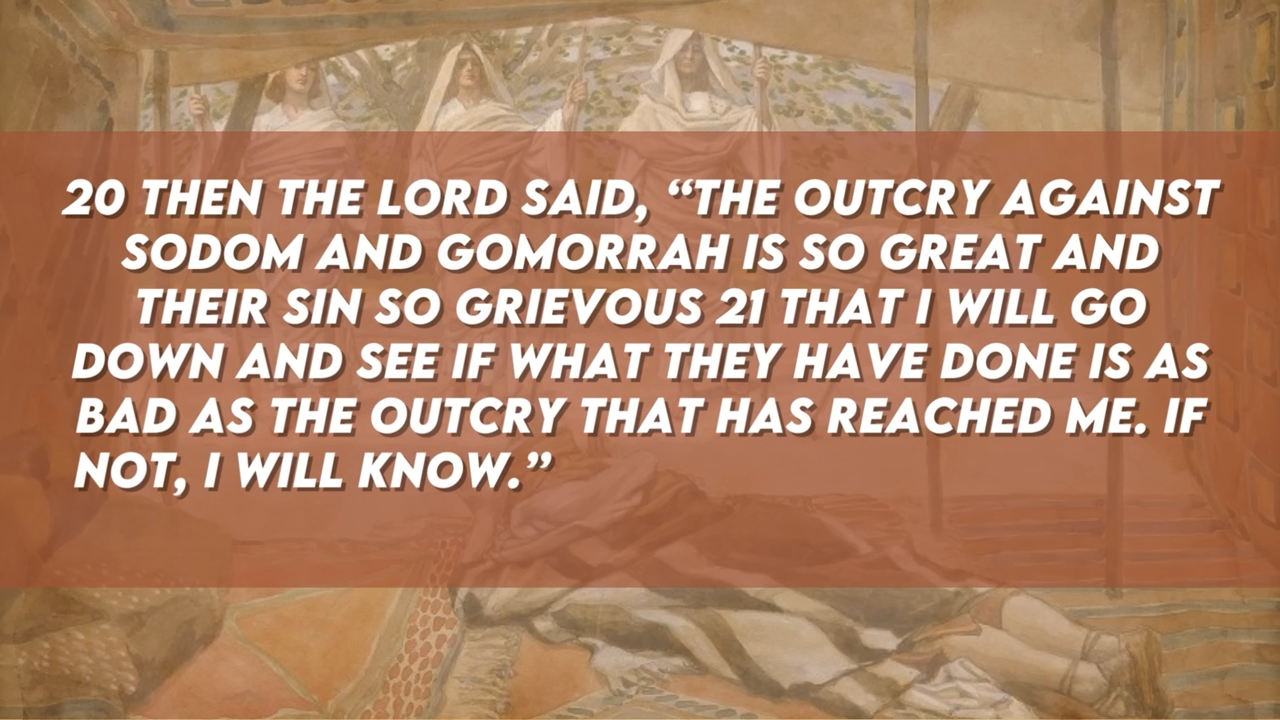 20 THEN THE LORD SAID, “THE OUTCRY AGAINST
SODOM AND GOMORRAH IS SO GREAT AND
THEIR SIN SO GRIEVOUS 21 THAT I WILL GO
DOWN AND SEE IF WHAT THEY HAVE DONE IS AS
BAD AS THE OUTCRY THAT HAS REACHED ME. IF
NOT, I WILL KNOW.”